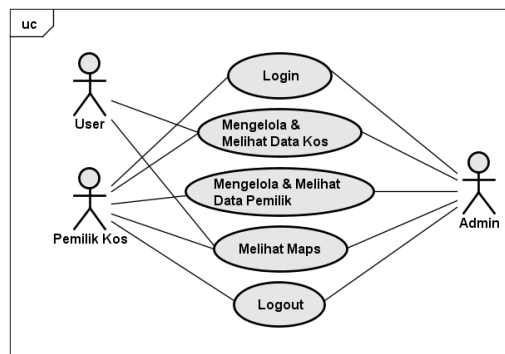 uc
Login
User
Mengelola &
Melihat Data Kos
Mengelola & Melihat
Data Pemilik
Pemilik Kos
Admin
Melihat Maps
Logout